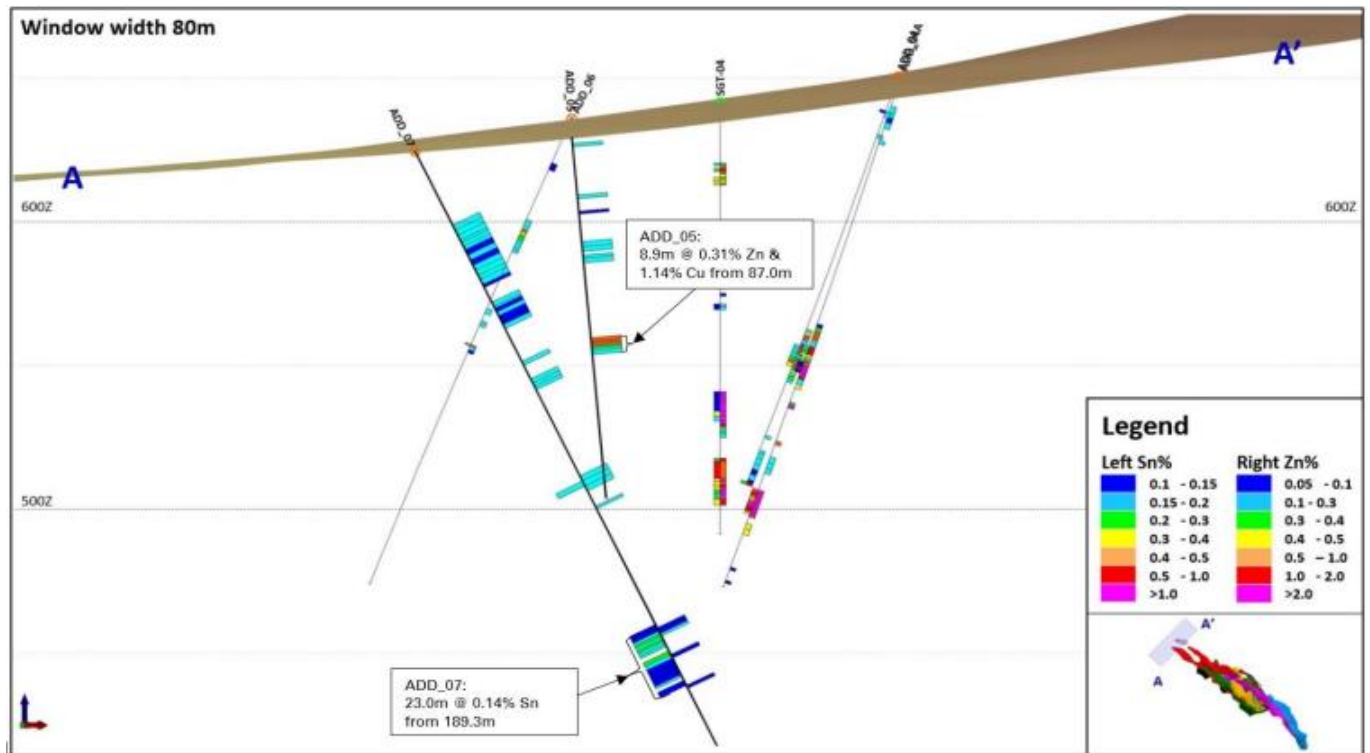 Window width 80m
A
A'
ADD_07
ADD_06
SGT-04
600Z
600Z
ADD_05:
8.9m @ 0.31% Zn &
1.14% Cu from 87.0m
500Z
ADD_07:
23.0m @ 0.14% Sn
from 189.3m
Legend
Left Sn%
Right Zn%
0.1 - 0.15
0.05 - 0.1
0.15 - 0.2
0.1 - 0.3
0.2 - 0.3
0.3 - 0.4
0.3 - 0.4
0.4 - 0.5
0.4 - 0.5
0.5 – 1.0
0.5 - 1.0
1.0 - 2.0
>1.0
>2.0
A'
A